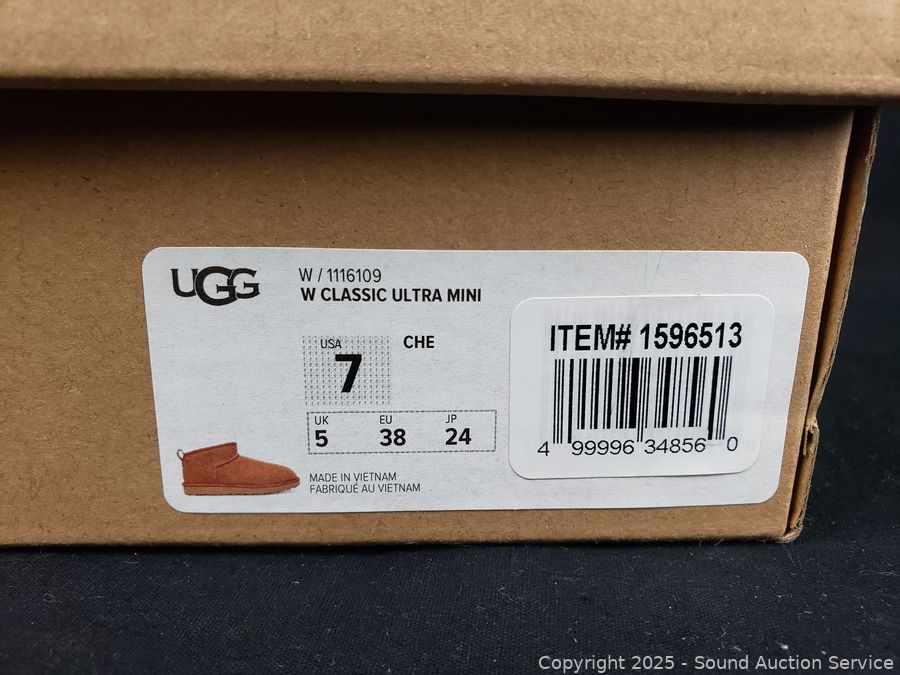 UGG
W / 1116109
W CLASSIC ULTRA MINI
USA
7
CHE
UK EU JP
5 38 24
MADE IN VIETNAM
FABRIQUÉ AU VIETNAM
ITEM# 1596513
4 99996 34856 0
Copyright 2025 - Sound Auction Service